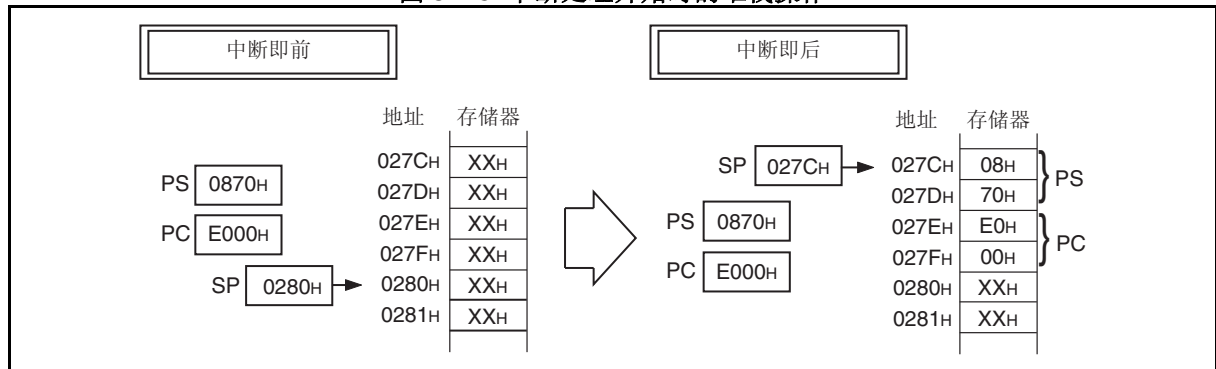 中断即前
地址 存储器
027CH XXH
027DH XXH
027EH XXH
027FH XXH
0280H XXH
0281H XXH
PS 0870H
PC E000H
SP 0280H
中断即后
地址 存储器
SP 027CH 027CH 08H PS
027DH 70H
027EH E0H PC
027FH 00H
0280H XXH
0281H XXH
PS 0870H
PC E000H